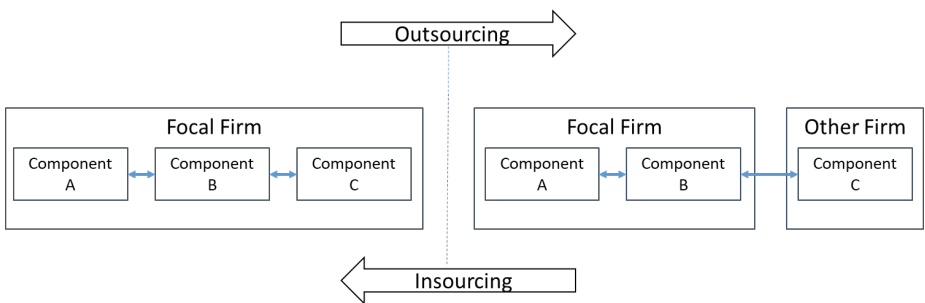 Outsourcing
Focal Firm
Component
A
Component
B
Component
C
Focal Firm
Component
A
Component
B
Other Firm
Component
C
Insourcing